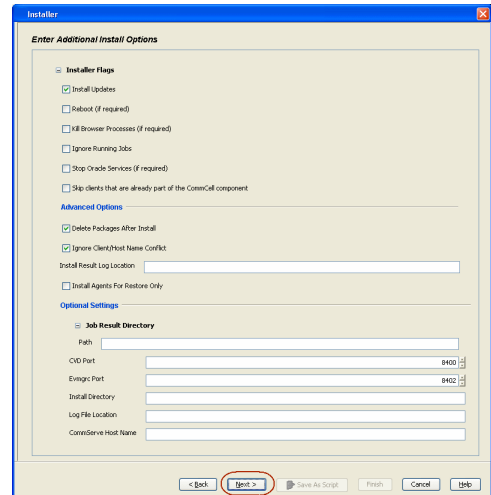 Installer
Enter Additional Install Options
Installer Flags
Install Updates
Reboot (if required)
Kill Browser Processes (if required)
Ignore Running Jobs
Stop Oracle Services (if required)
Skip clients that are already part of the CommCell component
Advanced Options
Delete Packages After Install
Ignore Client/Host Name Conflict
Install Result Log Location
Install Agents For Restore Only
Optional Settings
Job Result Directory
Path
CVD Port 8400
Evmgrc Port 8402
Install Directory
Log File Location
CommServe Host Name
< Back Next > Save As Script Finish Cancel Help